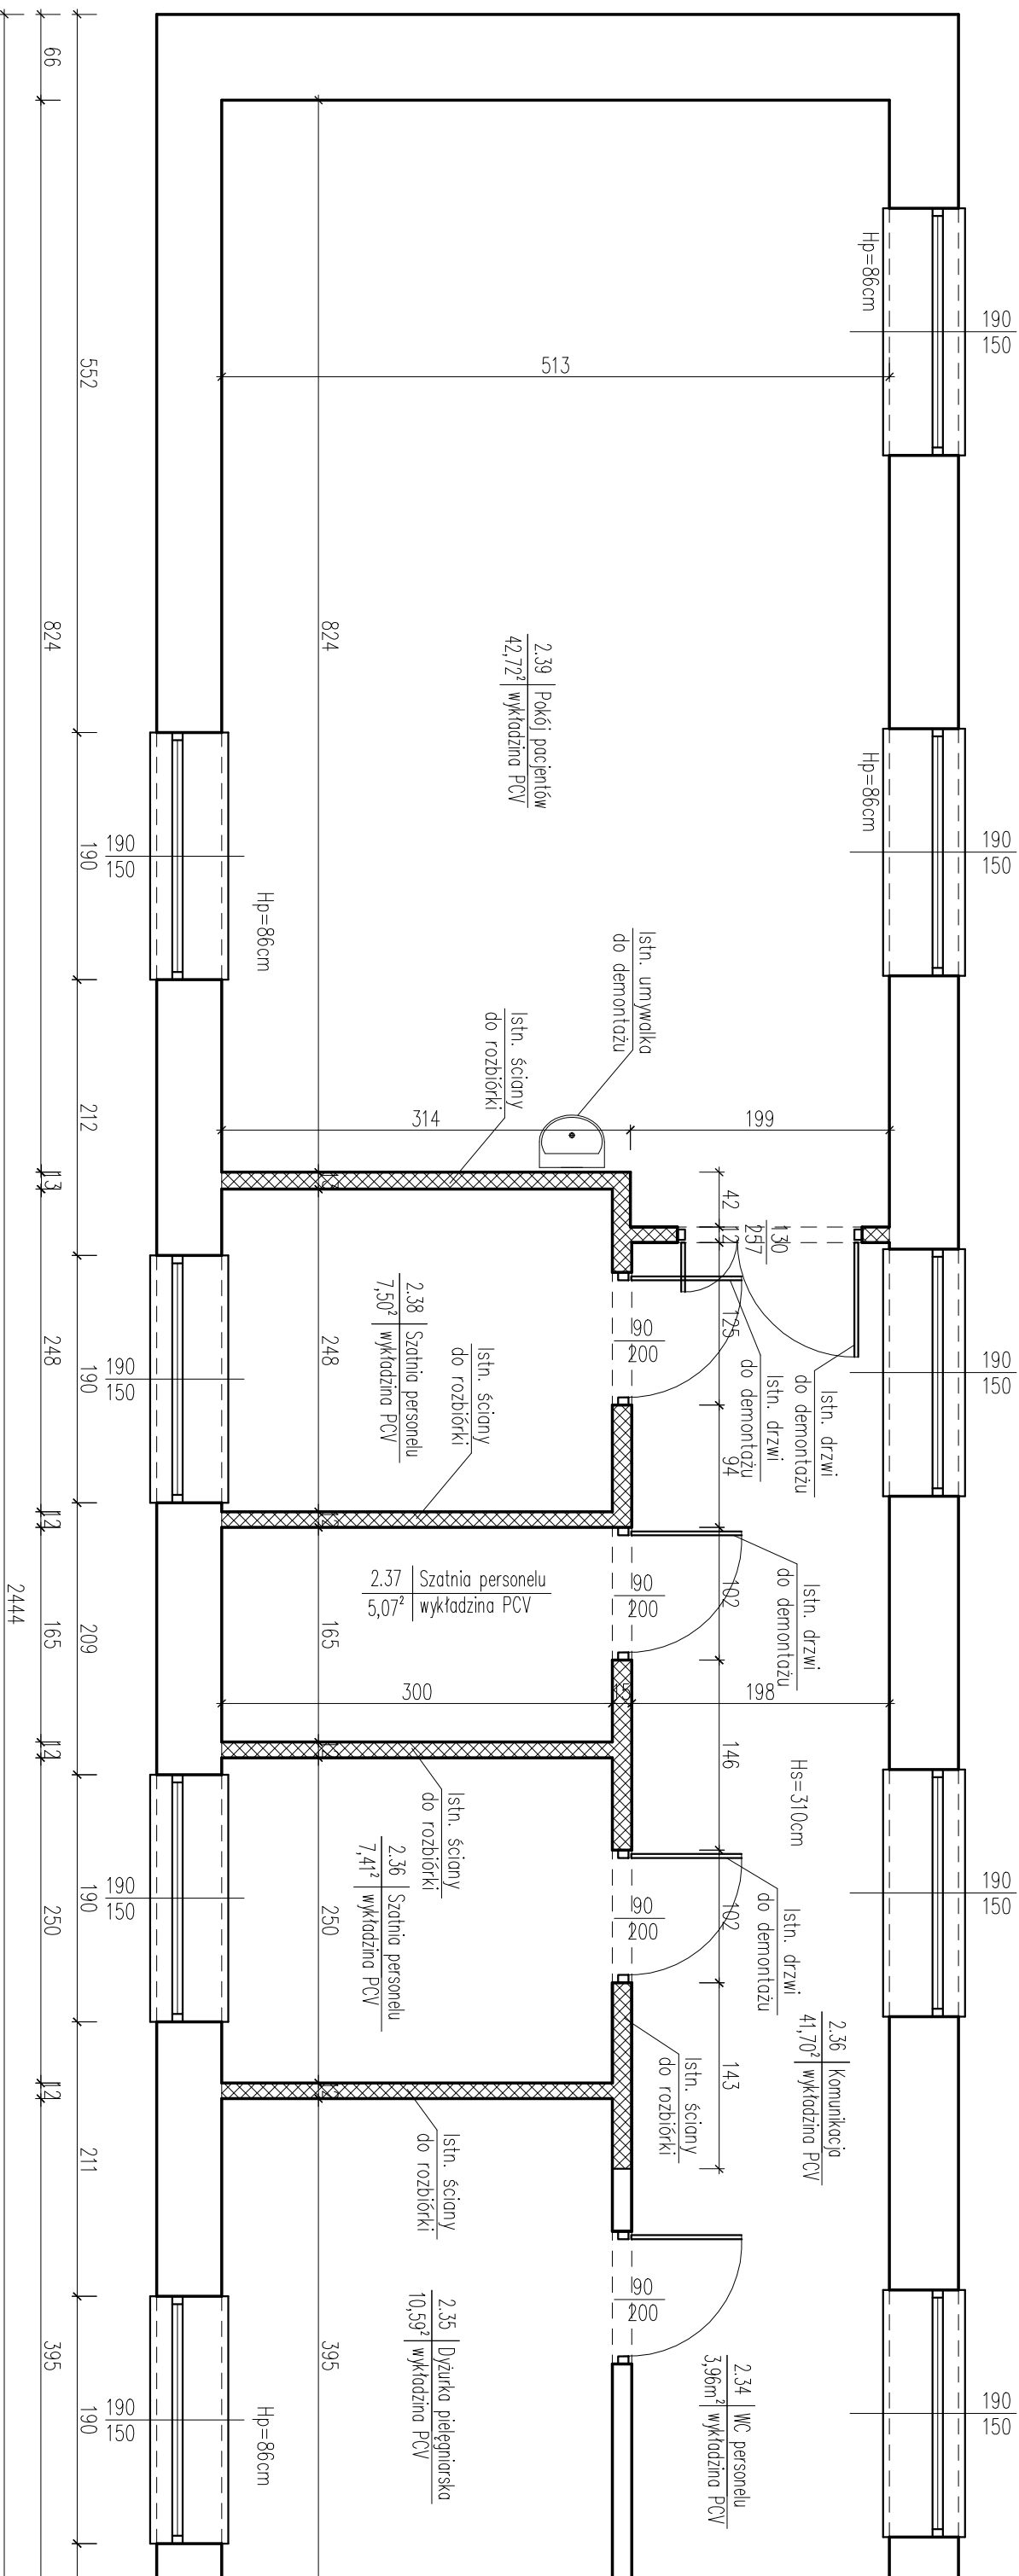 190
150
190
150
190
150
190
150
190
150
Hp=86cm
Hp=86cm
513
824
2.39 Pokój pacjentów
42,72² wykładzina PCV
Istn. umywalka
do demontażu
Istn. ściany
do rozbiórki
314
199
42
12
130
257
125
94
102
146
102
143
90
200
Istn. drzwi
do demontażu
Istn. drzwi
do demontażu
2.38 Szatnia personelu
7,50² wykładzina PCV
Istn. ściany
do rozbiórki
13
248
12
2.37 Szatnia personelu
5,07² wykładzina PCV
90
200
Istn. drzwi
do demontażu
165
300
15
198
Hs=310cm
12
Istn. ściany
do rozbiórki
2.36 Szatnia personelu
7,41² wykładzina PCV
250
90
200
Istn. drzwi
do demontażu
2.36 Komunikacja
41,70² wykładzina PCV
Istn. ściany
do rozbiórki
12
Istn. ściany
do rozbiórki
90
200
2.35 Dyżurka pielęgniarska
10,59² wykładzina PCV
395
2.34 WC personelu
3,96m² wykładzina PCV
Hp=86cm
Hp=86cm
190
150
190
150
190
150
190
150
552
190
212
190
209
190
211
190
66
824
13
248
12
165
12
250
12
395
2444